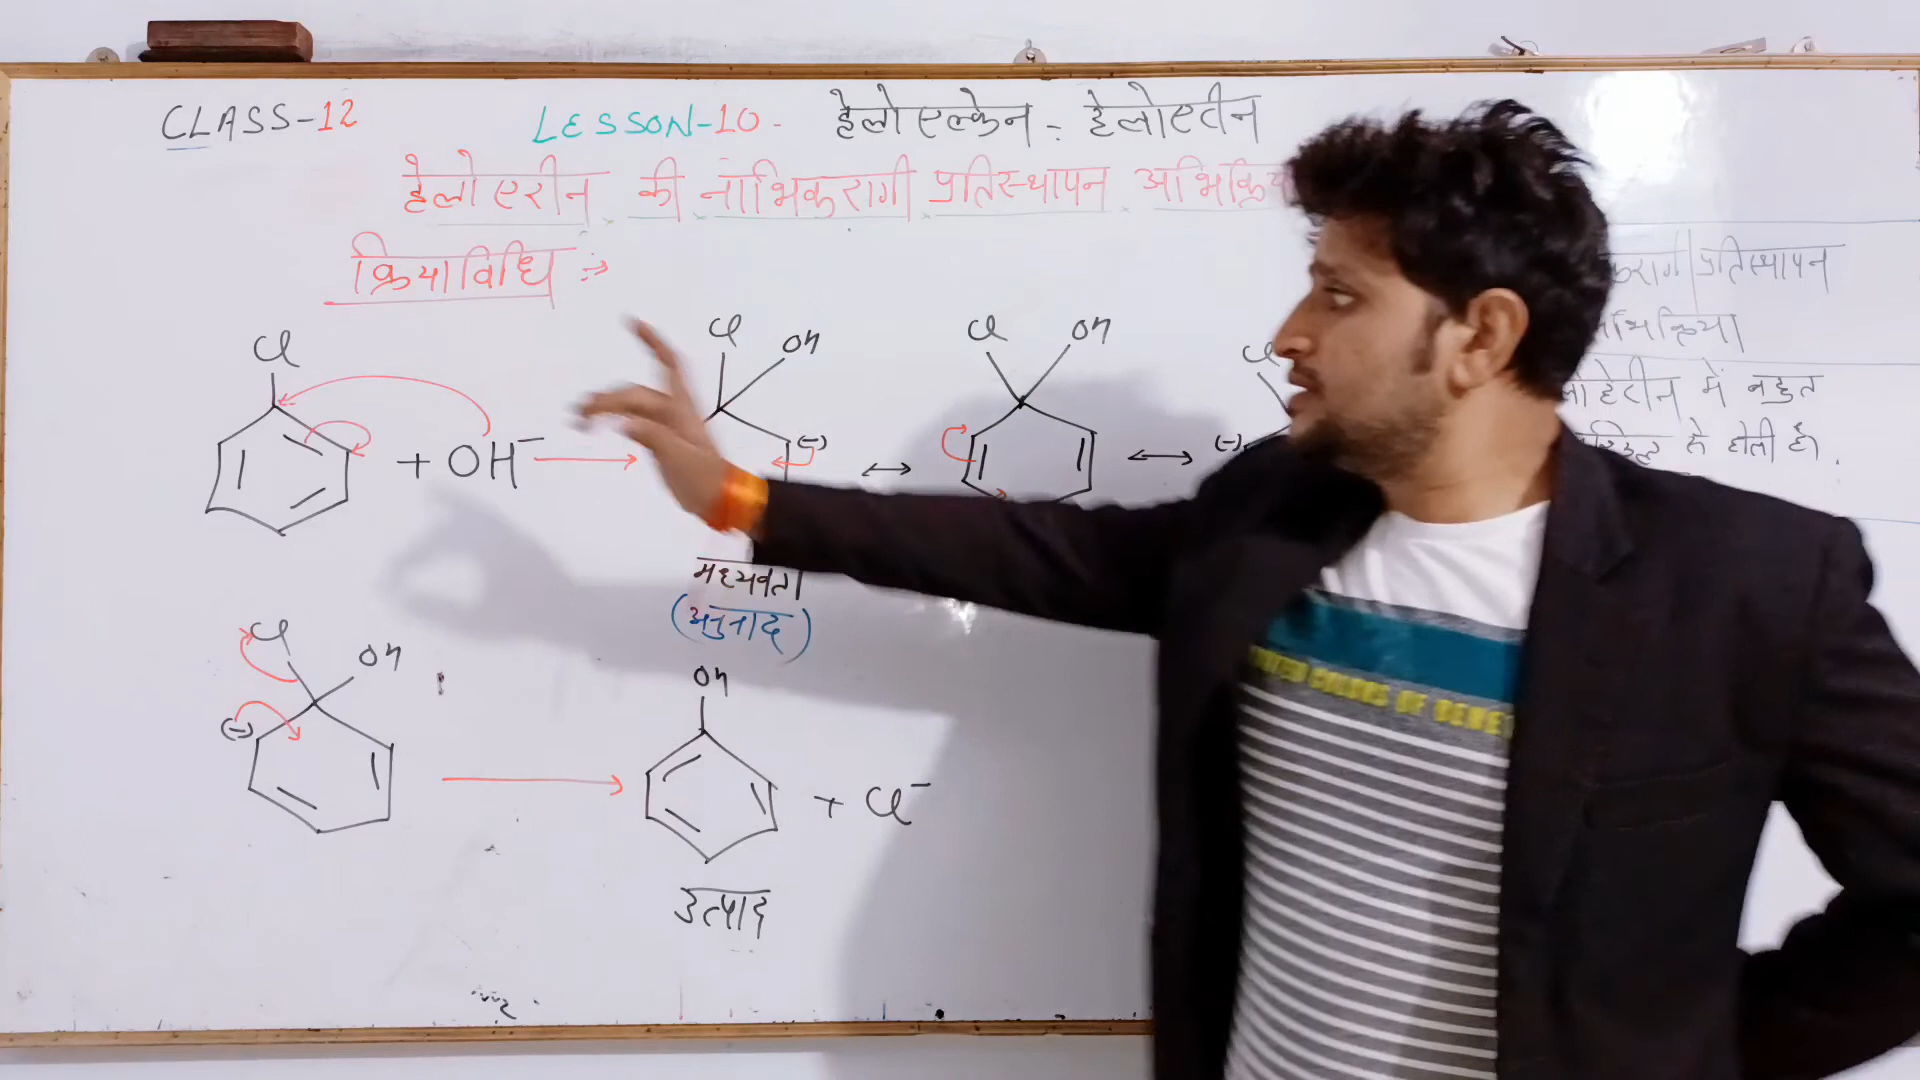 CLASS-12 LESSON-10- हेलोएल्केन - हेलोएरीन
हेलोएरीन की नाभिकरागी प्रतिस्थापन अभिक्रिय
क्रियाविधि ⇒
प्रतिस्थापन
में बहुत
से होती है।
Cl
Cl OH
Cl OH
Cl
+ OH⁻ → (-) ↔ ↔ (-)
मध्यवर्ती
(अनुनाद)
Cl OH
(-) →
OH
+ Cl⁻
उत्पाद